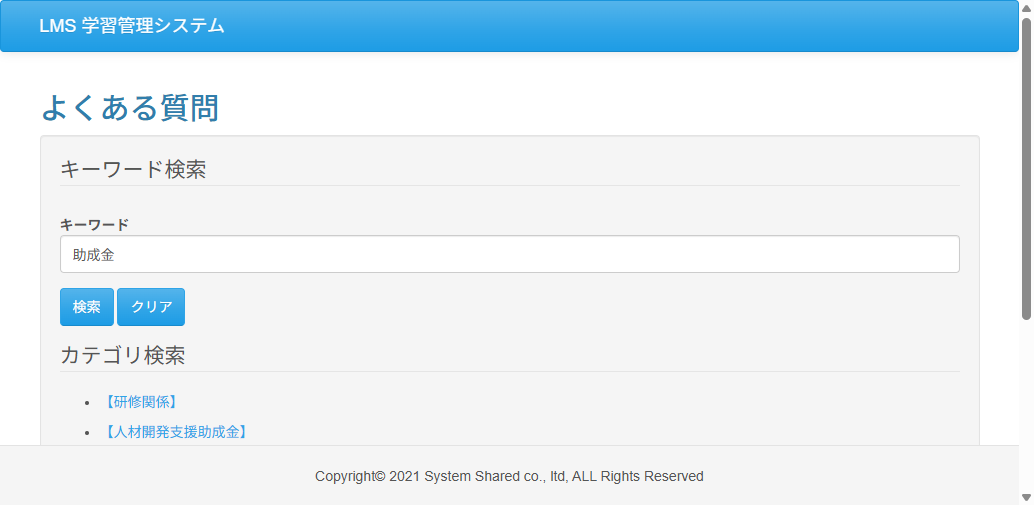 LMS 学習管理システム
よくある質問
キーワード検索
キーワード
助成金
検索 クリア
カテゴリ検索
• 【研修関係】
• 【人材開発支援助成金】
Copyright© 2021 System Shared co., ltd, ALL Rights Reserved